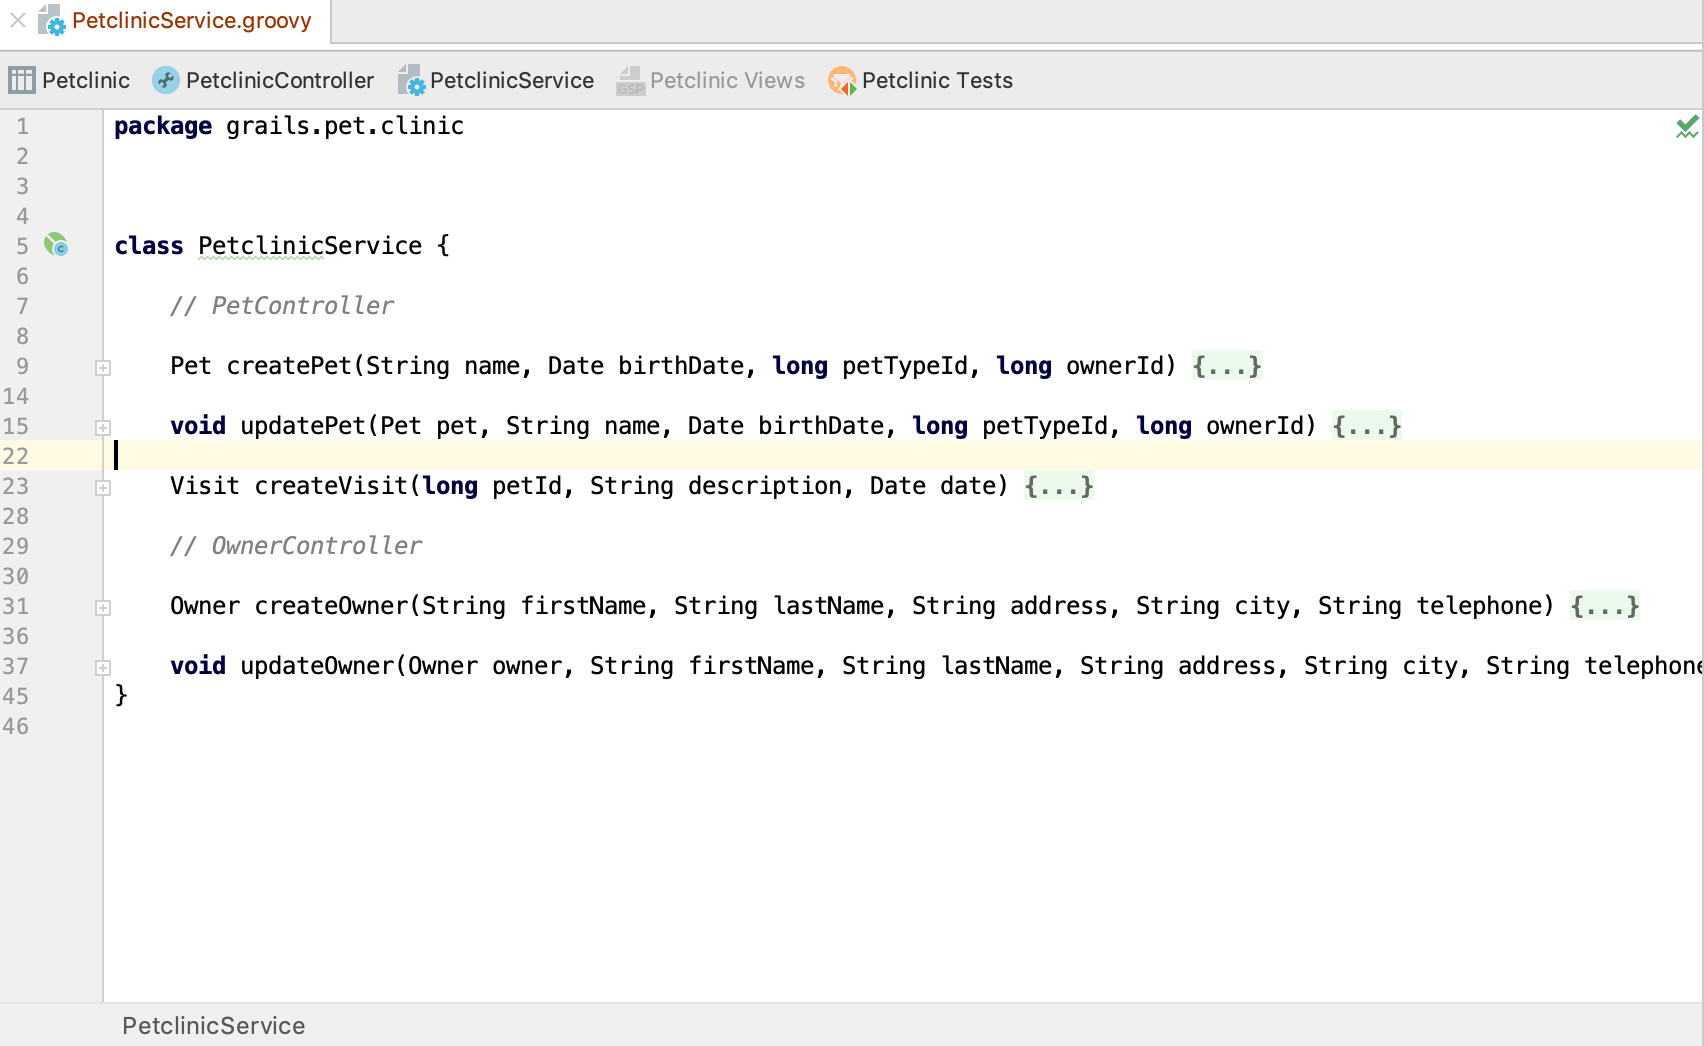 PetclinicService.groovy
Petclinic PetclinicController PetclinicService GSP Petclinic Views Petclinic Tests
1 package grails.pet.clinic
2
3
4
5 c class PetclinicService {
6
7 // PetController
8
9 Pet createPet(String name, Date birthDate, long petTypeId, long ownerId) {...}
14
15 void updatePet(Pet pet, String name, Date birthDate, long petTypeId, long ownerId) {...}
22
23 Visit createVisit(long petId, String description, Date date) {...}
28
29 // OwnerController
30
31 Owner createOwner(String firstName, String lastName, String address, String city, String telephone) {...}
36
37 void updateOwner(Owner owner, String firstName, String lastName, String address, String city, String telephone
45 }
46
PetclinicService